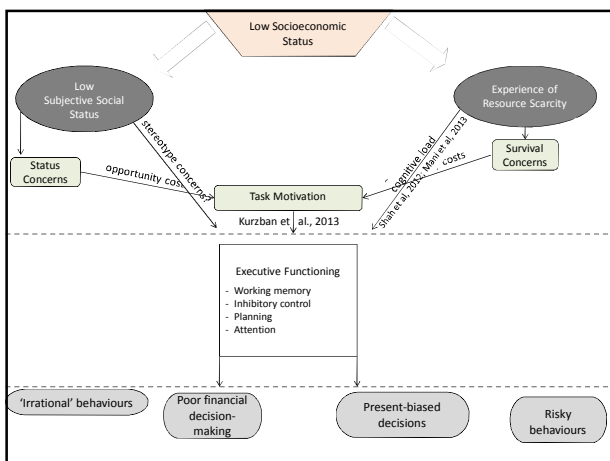 Low Socioeconomic
Status
Low
Subjective Social
Status
Experience of
Resource Scarcity
stereotype concerns?
cognitive load
Shah et al, 2012; Mani et al, 2013
Status
Concerns
Survival
Concerns
opportunity cos
. costs
Task Motivation
Kurzban et al., 2013
Executive Functioning
- Working memory
- Inhibitory control
- Planning
- Attention
'Irrational' behaviours
Poor financial
decision-
making
Present-biased
decisions
Risky
behaviours